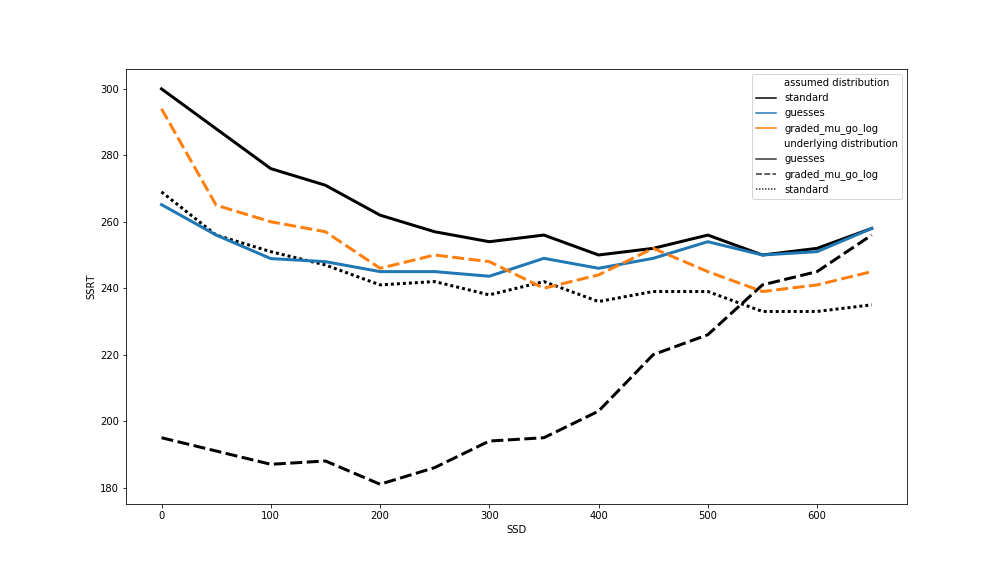 300
280
260
240
220
200
180
SSRT
0
100
200
300
400
500
600
SSD
assumed distribution
standard
guesses
graded_mu_go_log
underlying distribution
guesses
graded_mu_go_log
standard